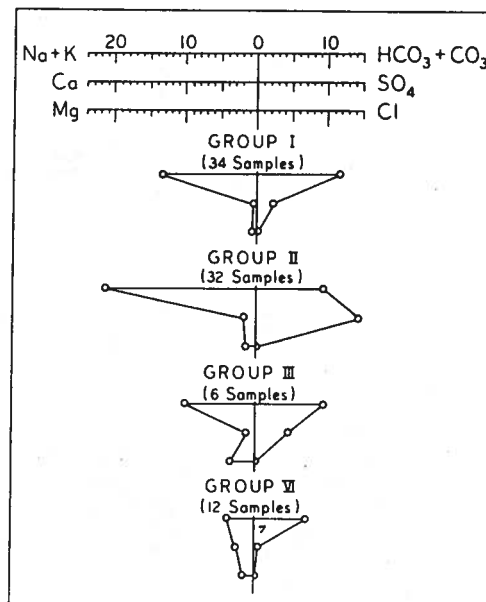 20 10 0 10
Na+K HCO₃+CO₃
Ca SO₄
Mg Cl
GROUP I
(34 Samples)
GROUP II
(32 Samples)
GROUP III
(6 Samples)
GROUP VI
(12 Samples)
7